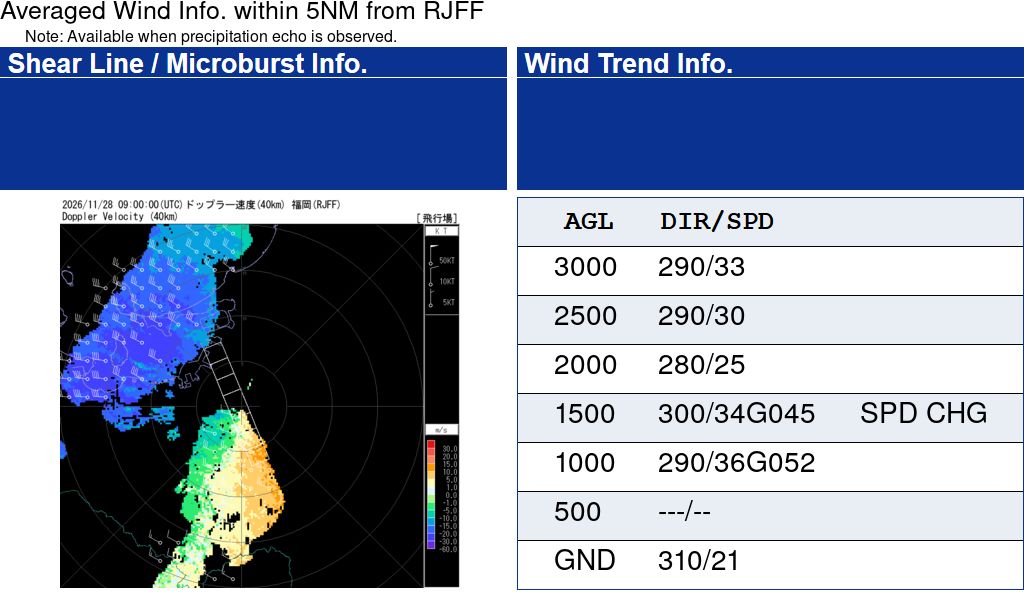 Averaged Wind Info. within 5NM from RJFF
Note: Available when precipitation echo is observed.
Shear Line / Microburst Info.
Wind Trend Info.
2026/11/28 09:00:00(UTC) ドップラー速度(40km) 福岡(RJFF)
Doppler Velocity (40km)
[飛行場]
KT
50KT
10KT
5KT
m/s
30.0
20.0
15.0
10.0
5.0
1.0
0.0
-1.0
-5.0
-10.0
-15.0
-20.0
-30.0
-60.0
AGL DIR/SPD
3000 290/33
2500 290/30
2000 280/25
1500 300/34G045 SPD CHG
1000 290/36G052
500 ---/--
GND 310/21